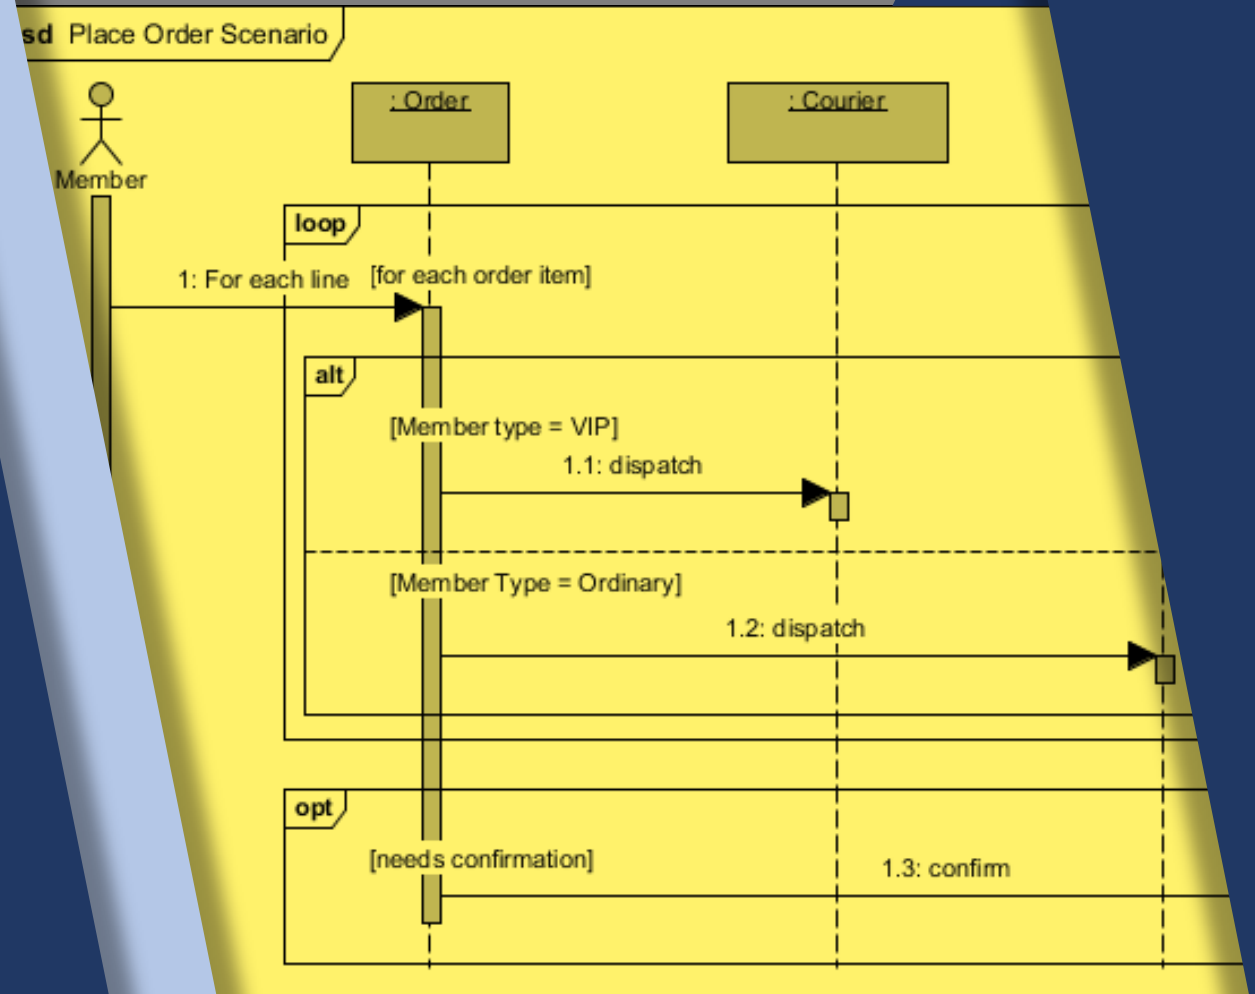 sd Place Order Scenario
: Order
: Courier
Member
loop
1: For each line
[for each order item]
alt
[Member type = VIP]
1.1: dispatch
[Member Type = Ordinary]
1.2: dispatch
opt
[needs confirmation]
1.3: confirm